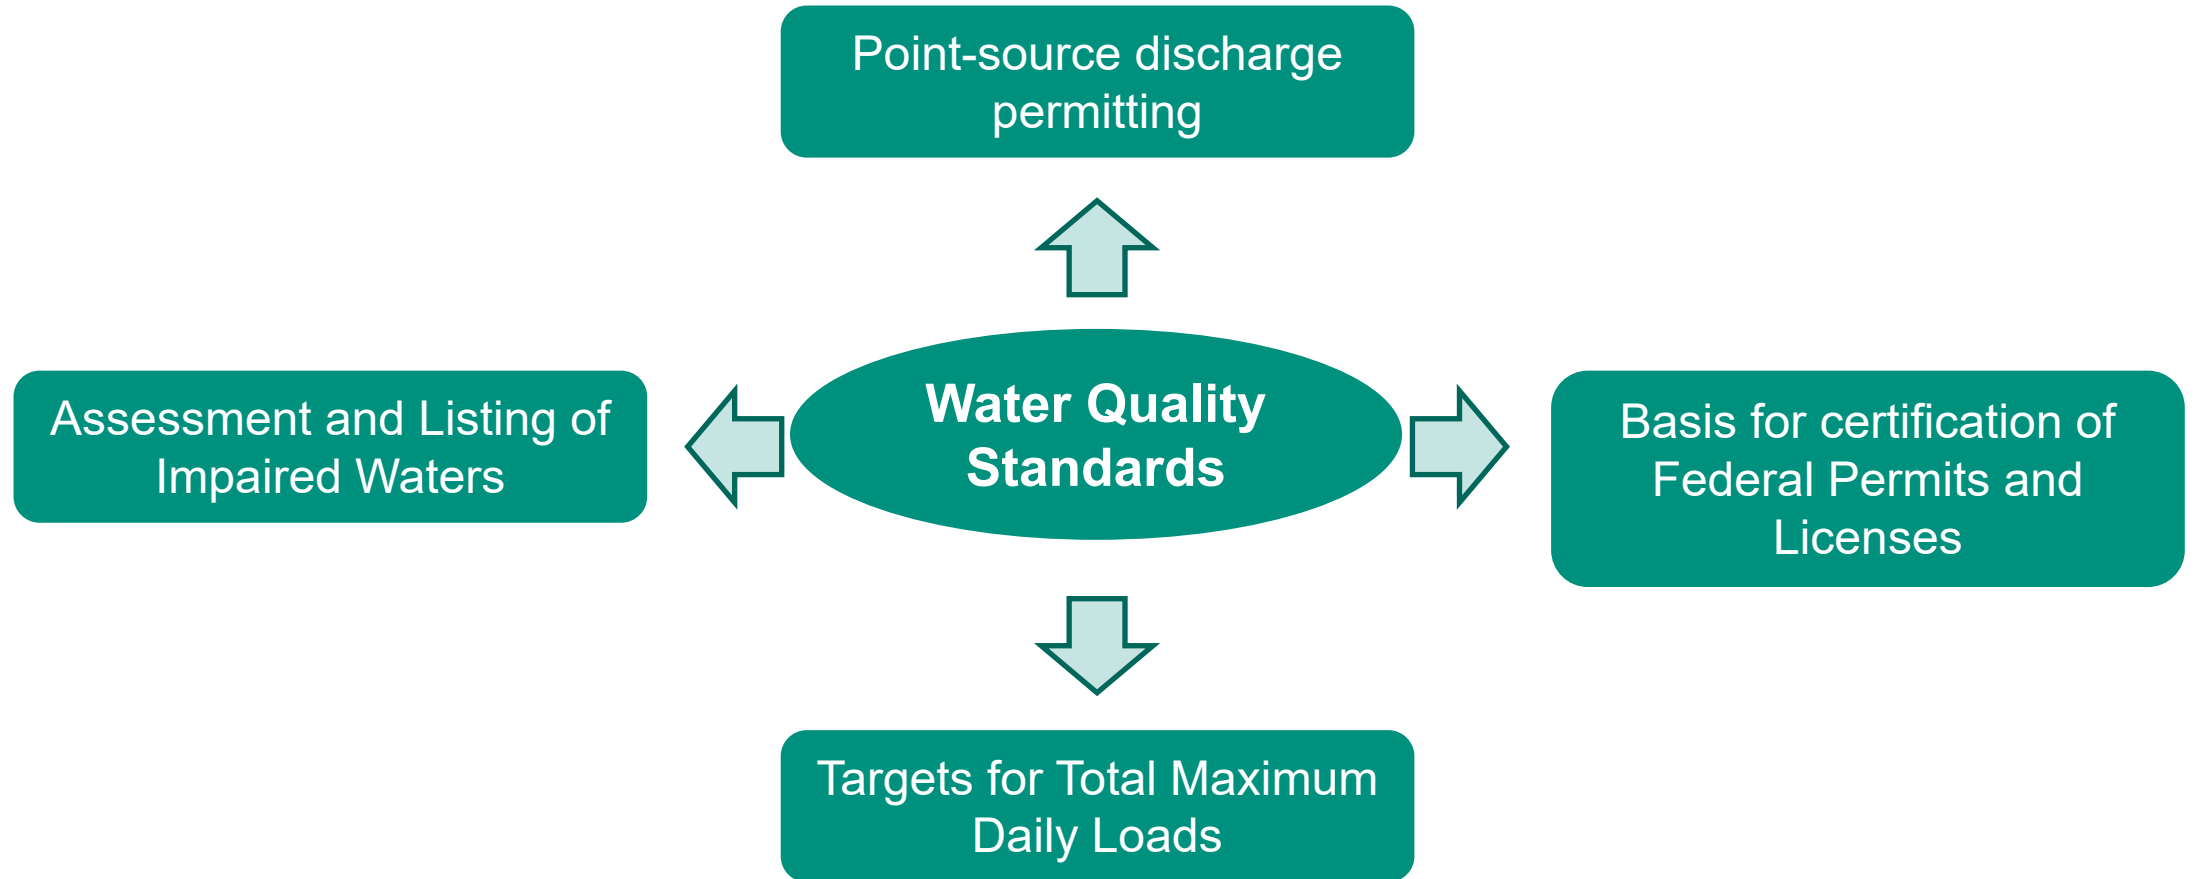 Point-source discharge
permitting
Water Quality
Standards
Assessment and Listing of
Impaired Waters
Basis for certification of
Federal Permits and
Licenses
Targets for Total Maximum
Daily Loads